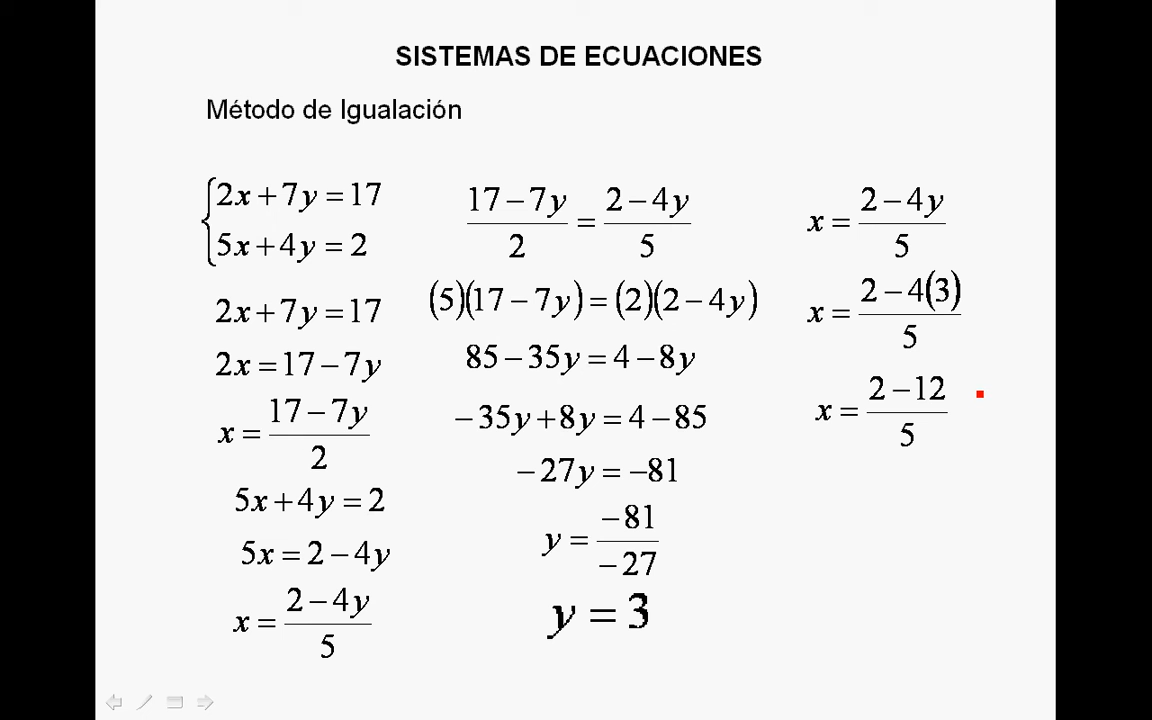 SISTEMAS DE ECUACIONES
Método de Igualación
{2x + 7y = 17
5x + 4y = 2
2x + 7y = 17
2x = 17 − 7y
x = (17 − 7y)/2
5x + 4y = 2
5x = 2 − 4y
x = (2 − 4y)/5
(17 − 7y)/2 = (2 − 4y)/5
(5)(17 − 7y) = (2)(2 − 4y)
85 − 35y = 4 − 8y
−35y + 8y = 4 − 85
−27y = −81
y = −81/−27
y = 3
x = (2 − 4y)/5
x = (2 − 4(3))/5
x = (2 − 12)/5